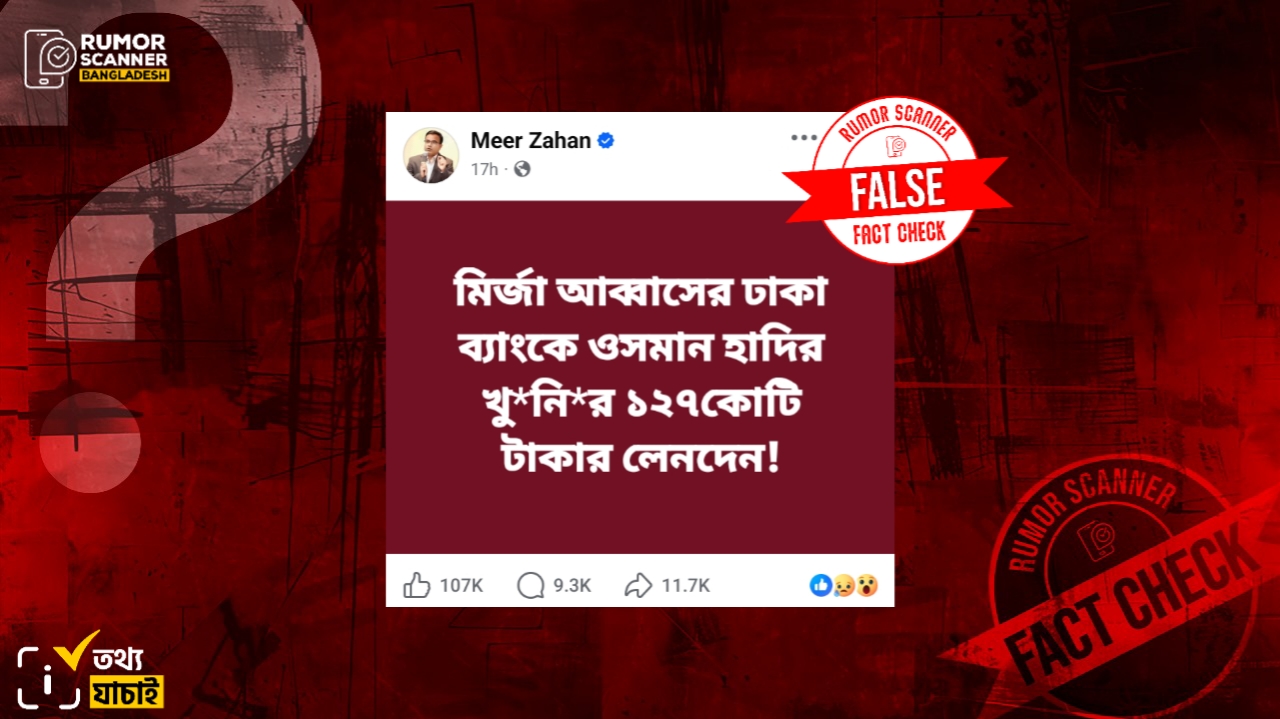 RUMOR
SCANNER
BANGLADESH
Meer Zahan
17h
RUMOR SCANNER
FALSE
FACT CHECK
মির্জা আব্বাসের ঢাকা
ব্যাংকে ওসমান হাদির
খু*নি*র ১২৭কোটি
টাকার লেনদেন!
107K
9.3K
11.7K
RUMOR SCANNER
FACT CHECK
তথ্য
যাচাই